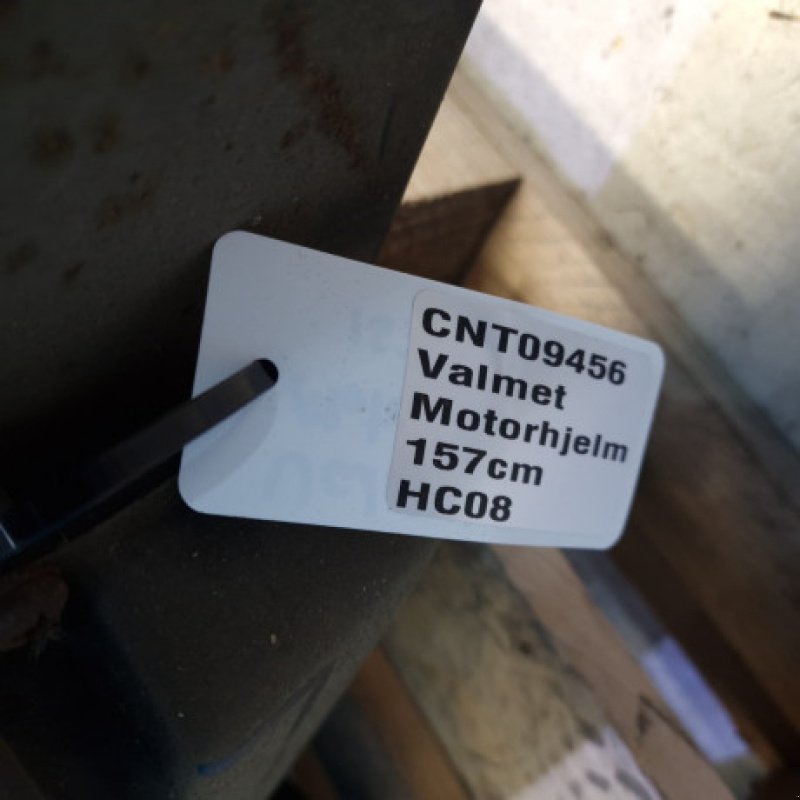 CNT09456
Valmet
Motorhjelm
157cm
HC08